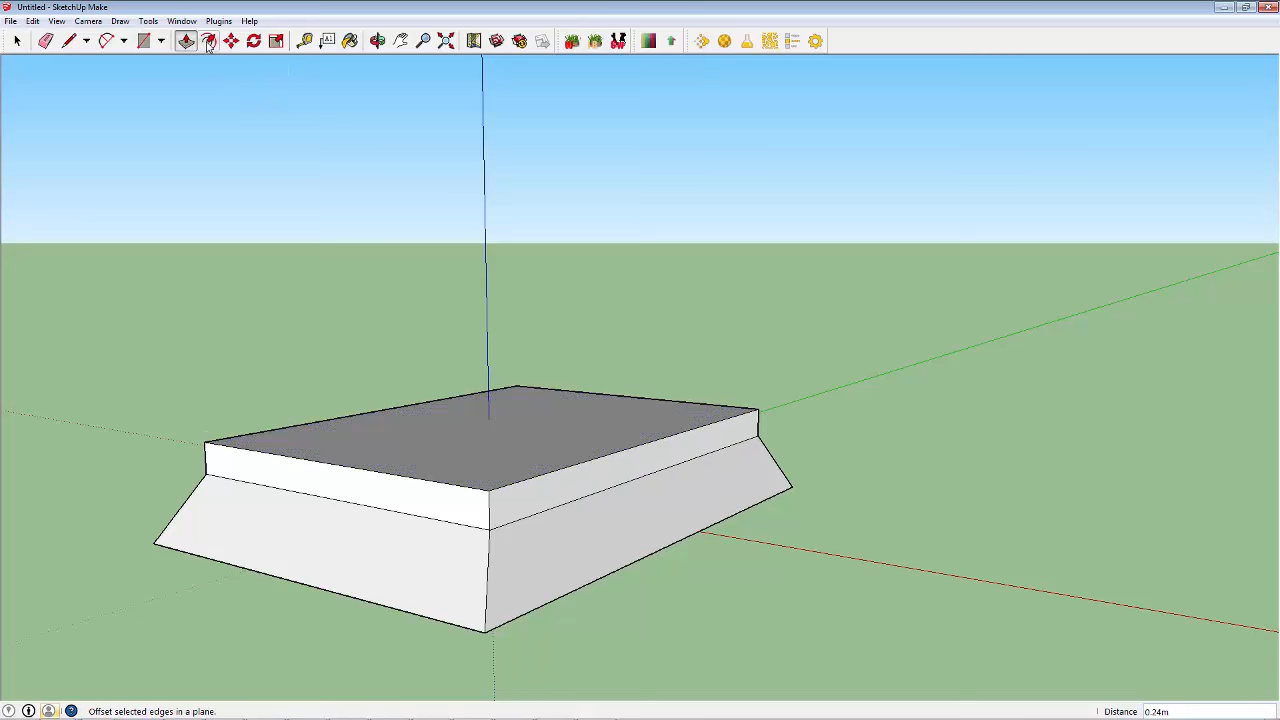 Untitled - SketchUp Make
File Edit View Camera Draw Tools Window Plugins Help
A1
Offset selected edges in a plane.
Distance 0.24m